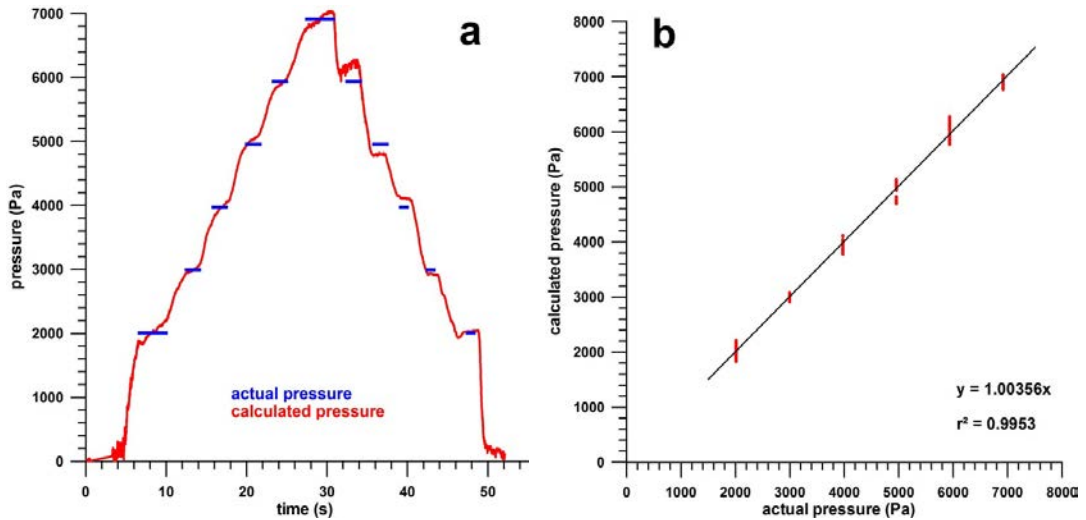 a
7000
6000
5000
4000
3000
2000
1000
0
pressure (Pa)
actual pressure
calculated pressure
0 10 20 30 40 50
time (s)
b
8000
7000
6000
5000
4000
3000
2000
1000
0
calculated pressure (Pa)
y = 1.00356x
r² = 0.9953
0 1000 2000 3000 4000 5000 6000 7000 8000
actual pressure (Pa)